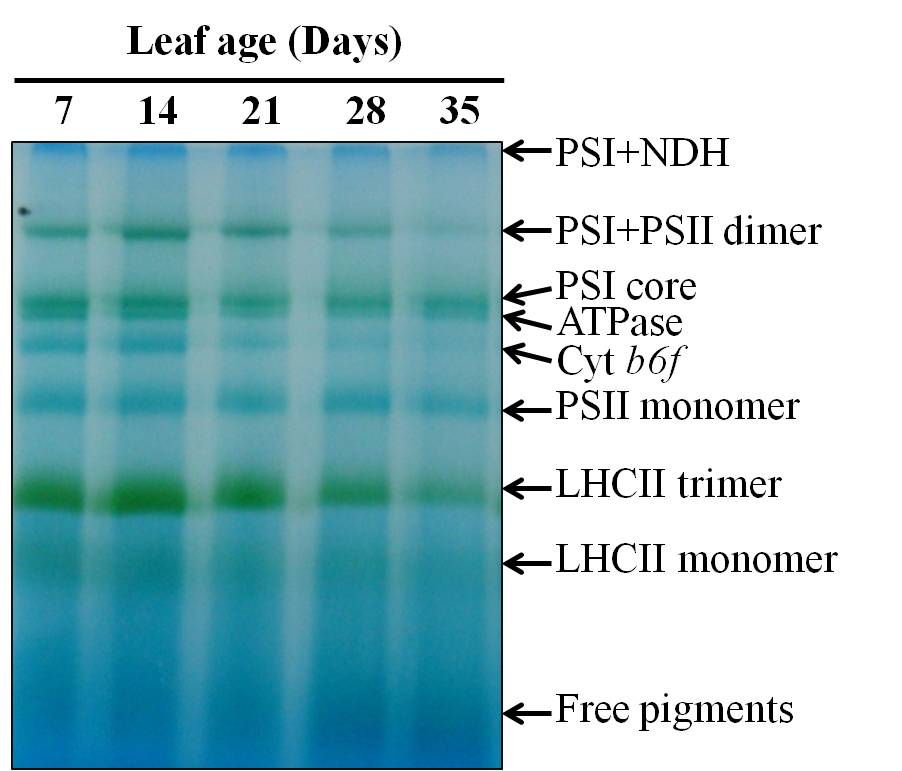 Leaf age (Days)
7 14 21 28 35
PSI+NDH
PSI+PSII dimer
PSI core
ATPase
Cyt b6f
PSII monomer
LHCII trimer
LHCII monomer
Free pigments